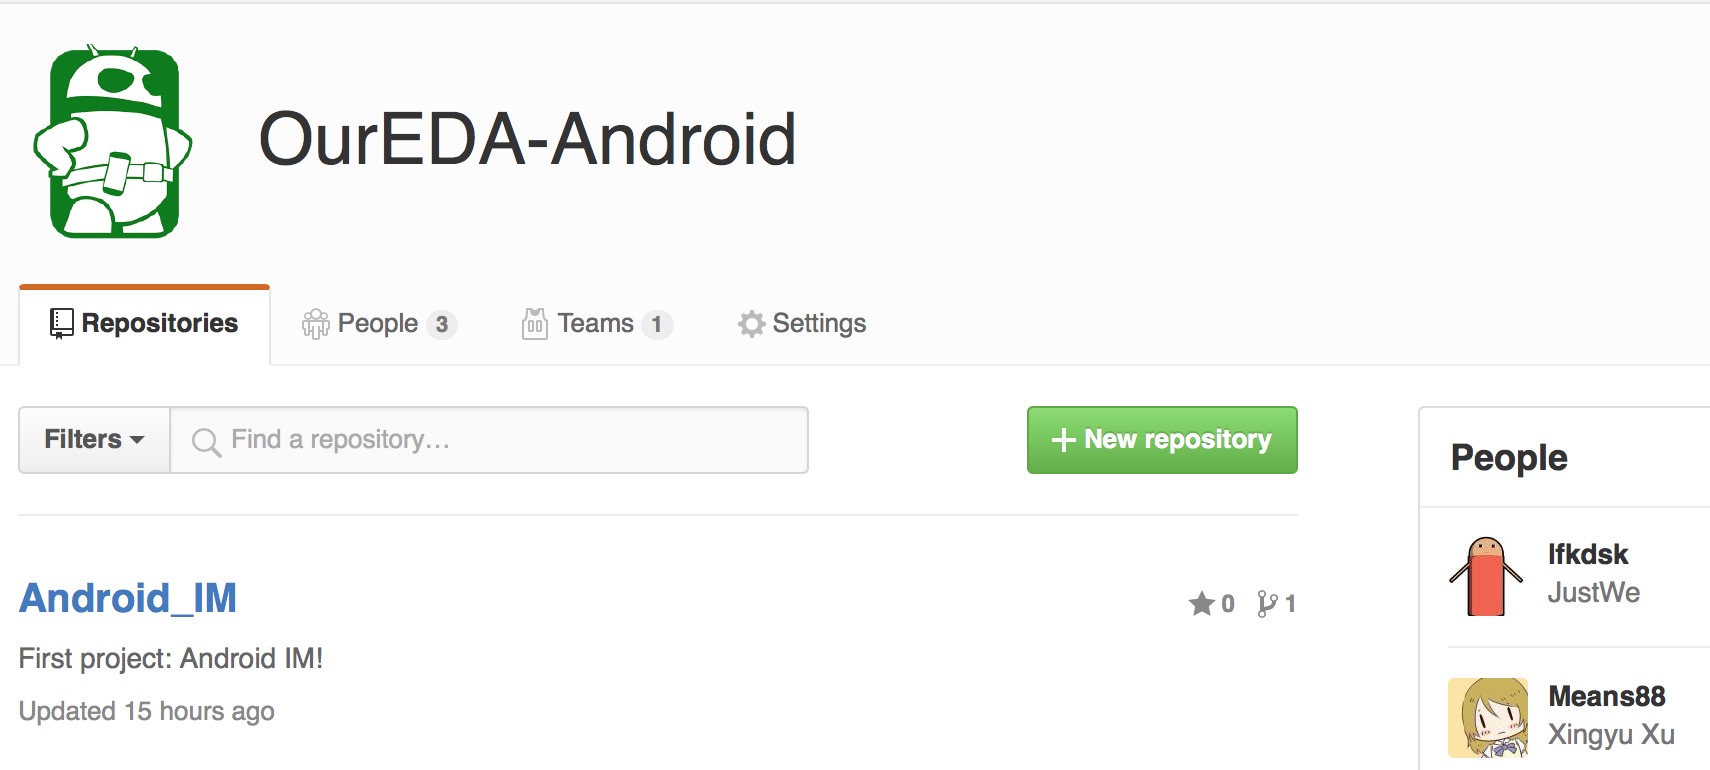 OurEDA-Android
Repositories
People 3
Teams 1
Settings
Filters
Find a repository…
New repository
Android_IM
0 1
First project: Android IM!
Updated 15 hours ago
People
lfkdsk
JustWe
Means88
Xingyu Xu